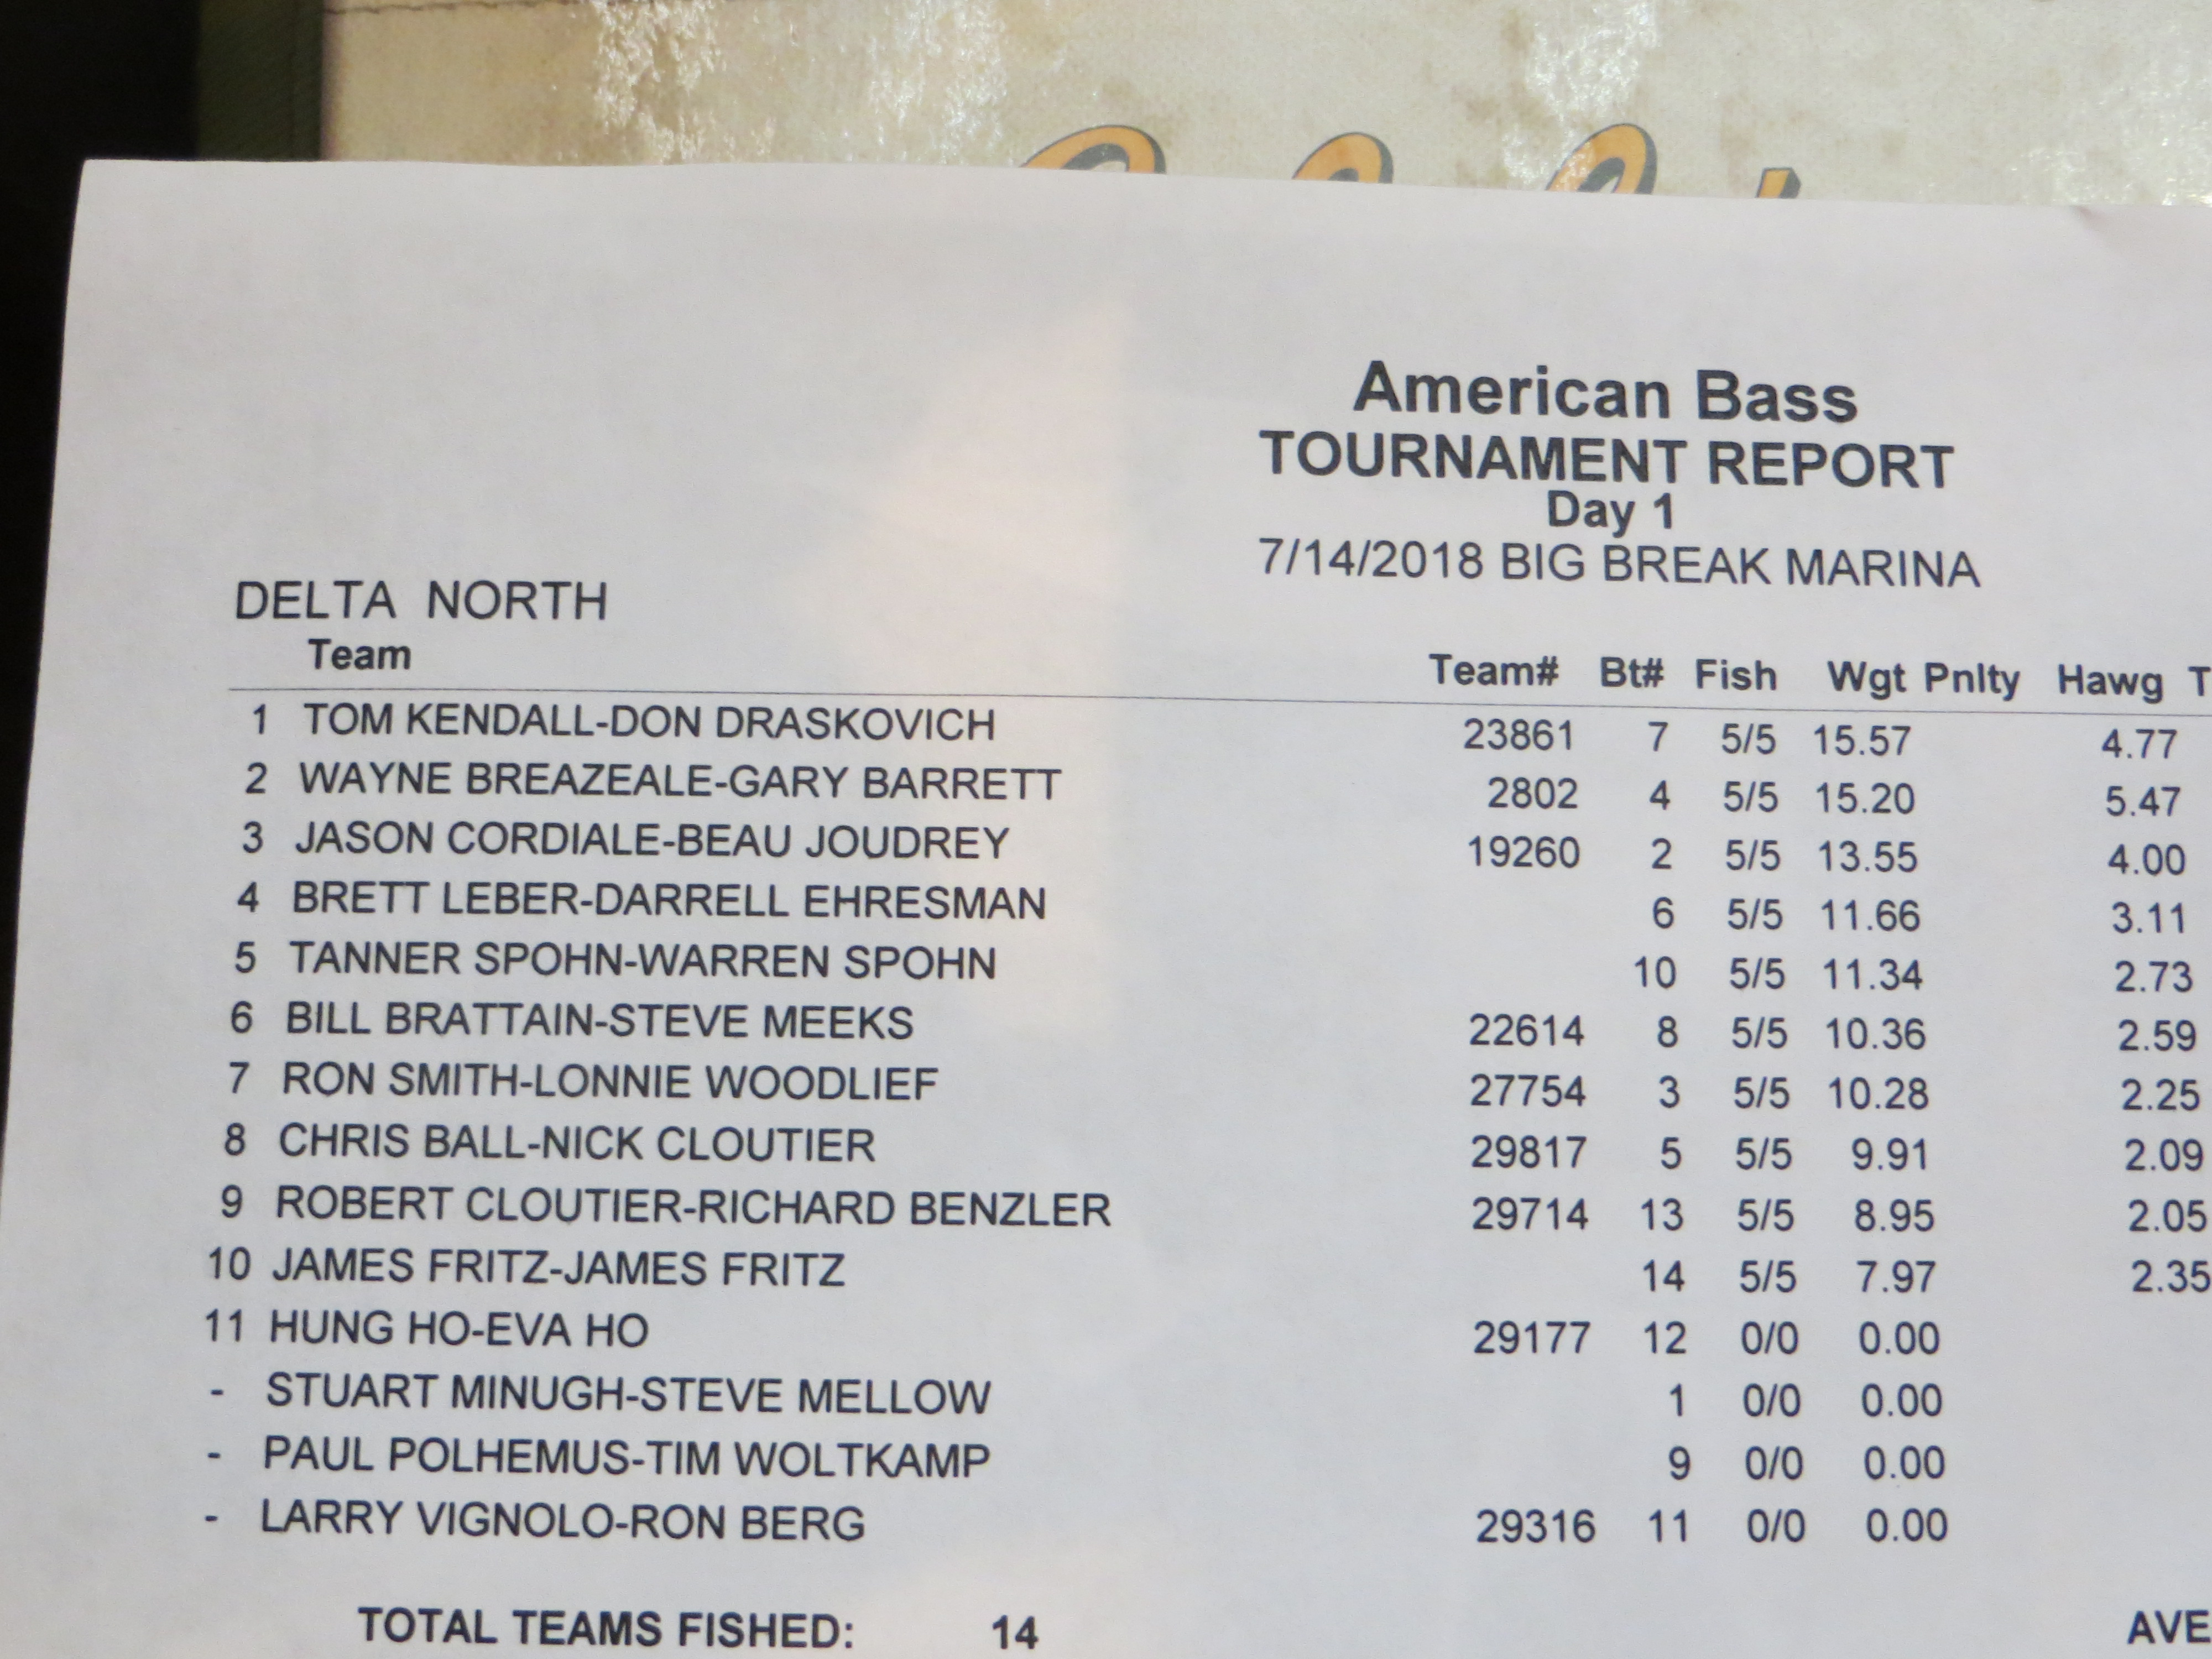 American Bass
TOURNAMENT REPORT
Day 1
7/14/2018 BIG BREAK MARINA
DELTA NORTH
Team Team# Bt# Fish Wgt Pnlty Hawg T
1 TOM KENDALL-DON DRASKOVICH 23861 7 5/5 15.57 4.77
2 WAYNE BREAZEALE-GARY BARRETT 2802 4 5/5 15.20 5.47
3 JASON CORDIALE-BEAU JOUDREY 19260 2 5/5 13.55 4.00
4 BRETT LEBER-DARRELL EHRESMAN 6 5/5 11.66 3.11
5 TANNER SPOHN-WARREN SPOHN 10 5/5 11.34 2.73
6 BILL BRATTAIN-STEVE MEEKS 22614 8 5/5 10.36 2.59
7 RON SMITH-LONNIE WOODLIEF 27754 3 5/5 10.28 2.25
8 CHRIS BALL-NICK CLOUTIER 29817 5 5/5 9.91 2.09
9 ROBERT CLOUTIER-RICHARD BENZLER 29714 13 5/5 8.95 2.05
10 JAMES FRITZ-JAMES FRITZ 14 5/5 7.97 2.35
11 HUNG HO-EVA HO 29177 12 0/0 0.00
- STUART MINUGH-STEVE MELLOW 1 0/0 0.00
- PAUL POLHEMUS-TIM WOLTKAMP 9 0/0 0.00
- LARRY VIGNOLO-RON BERG 29316 11 0/0 0.00
TOTAL TEAMS FISHED: 14 AVE